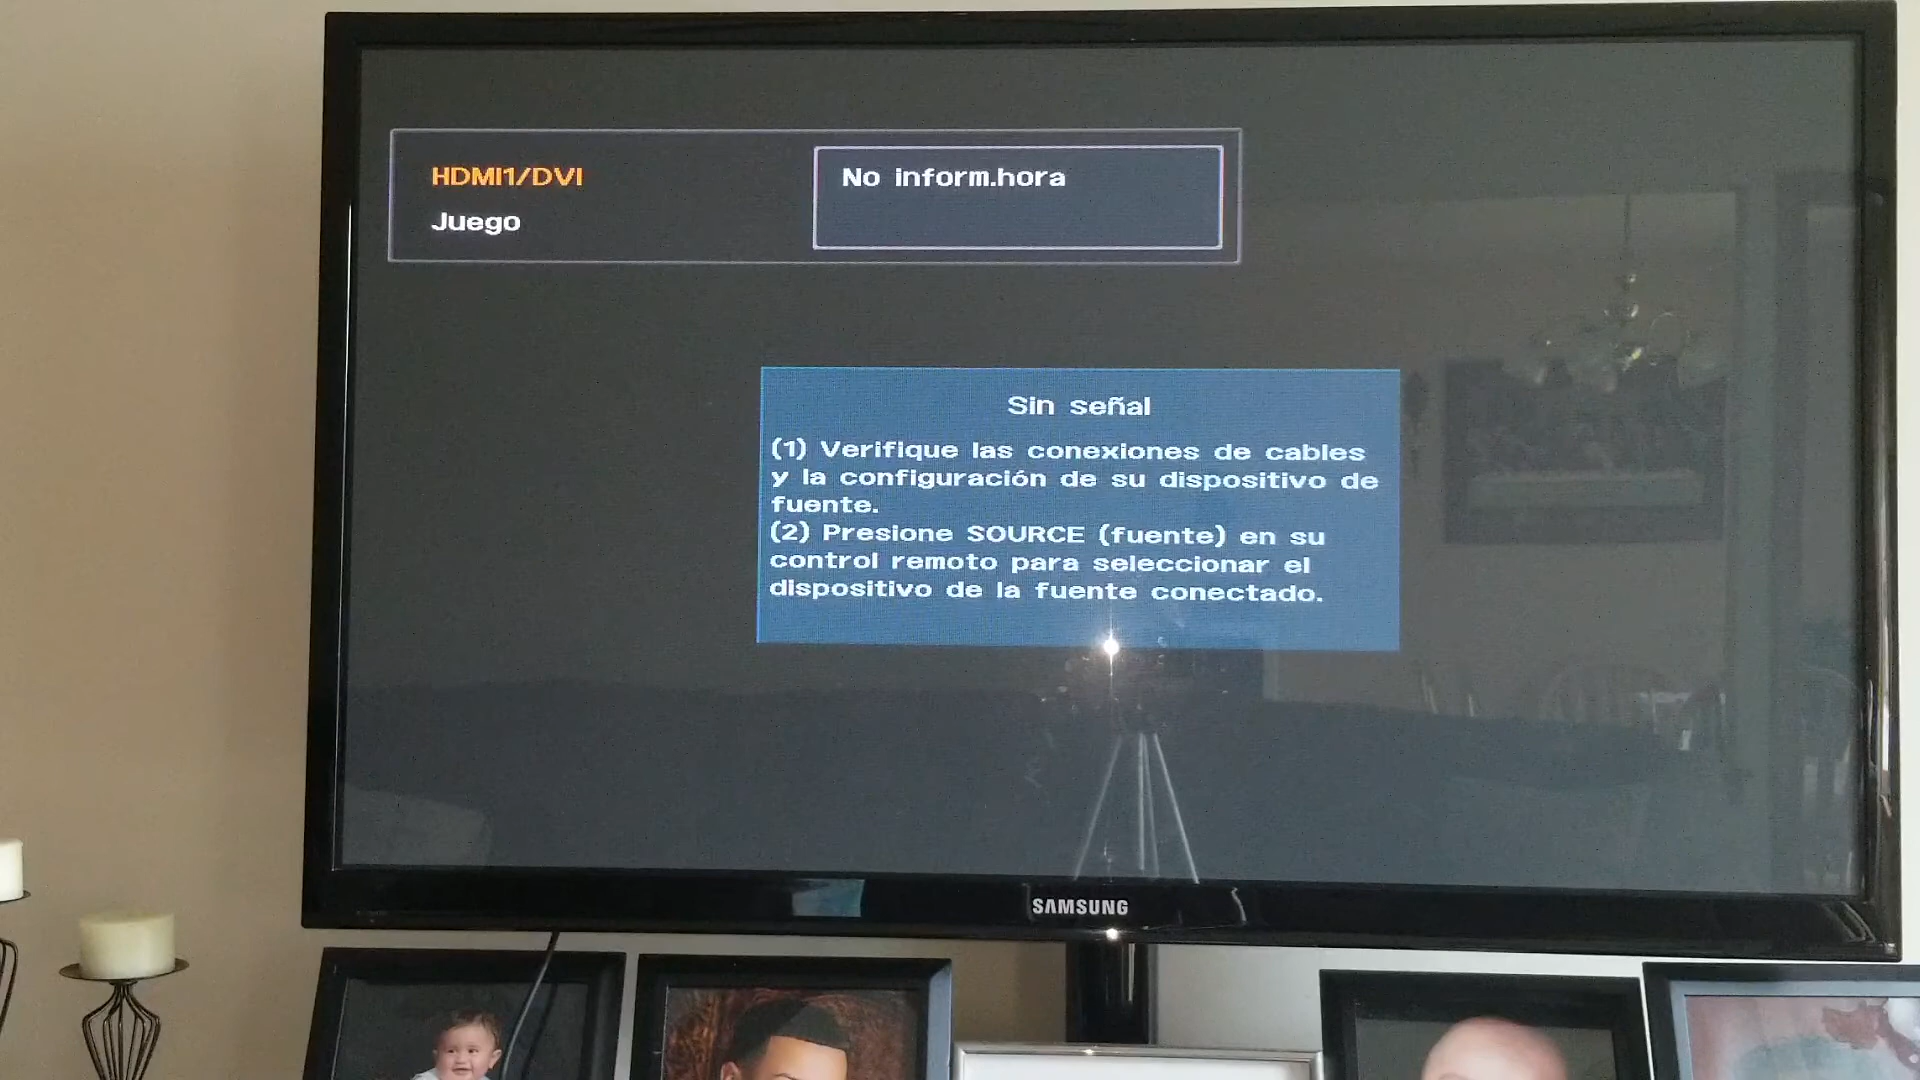 HDMI1/DVI
Juego
No inform.hora
Sin señal
(1) Verifique las conexiones de cables
y la configuración de su dispositivo de
fuente.
(2) Presione SOURCE (fuente) en su
control remoto para seleccionar el
dispositivo de la fuente conectado.
SAMSUNG